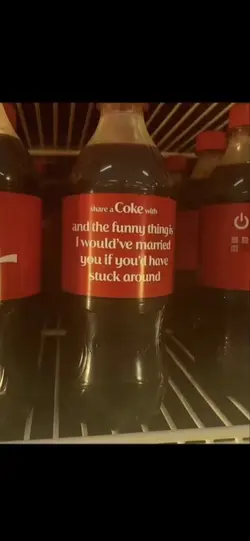 share a Coke with
and the funny thing is
I would've married
you if you'd have
stuck around